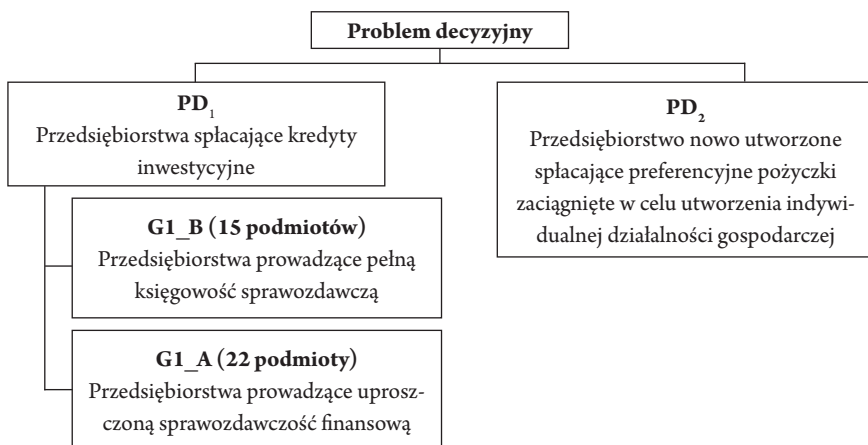 Problem decyzyjny
PD₁
Przedsiębiorstwa spłacające kredyty
inwestycyjne
G1_B (15 podmiotów)
Przedsiębiorstwa prowadzące pełną
księgowość sprawozdawczą
G1_A (22 podmioty)
Przedsiębiorstwa prowadzące uprosz-
czoną sprawozdawczość finansową
PD₂
Przedsiębiorstwo nowo utworzone
spłacające preferencyjne pożyczki
zaciągnięte w celu utworzenia indywi-
dualnej działalności gospodarczej